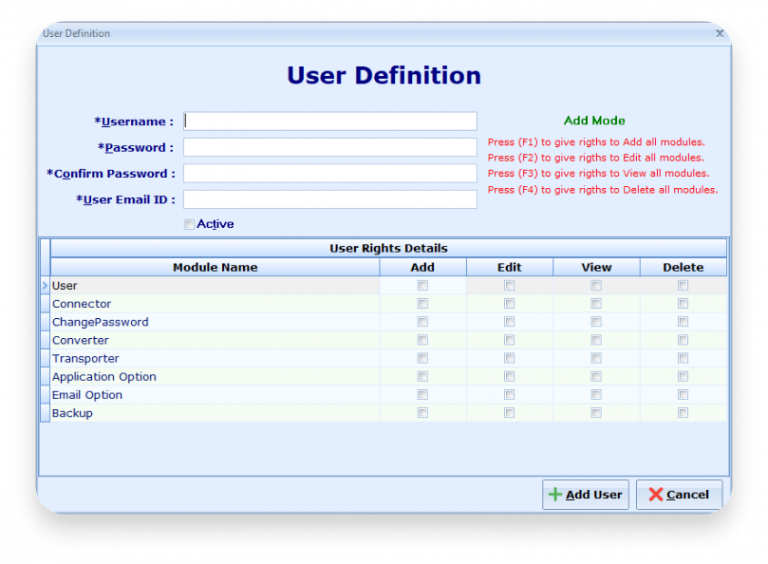 User Definition
User Definition
*Username :
Add Mode
*Password :
Press (F1) to give rigths to Add all modules.
Press (F2) to give rigths to Edit all modules.
*Confirm Password :
Press (F3) to give rigths to View all modules.
*User Email ID :
Press (F4) to give rigths to Delete all modules.
Active
User Rights Details
Module Name Add Edit View Delete
User
Connector
ChangePassword
Converter
Transporter
Application Option
Email Option
Backup
Add User Cancel